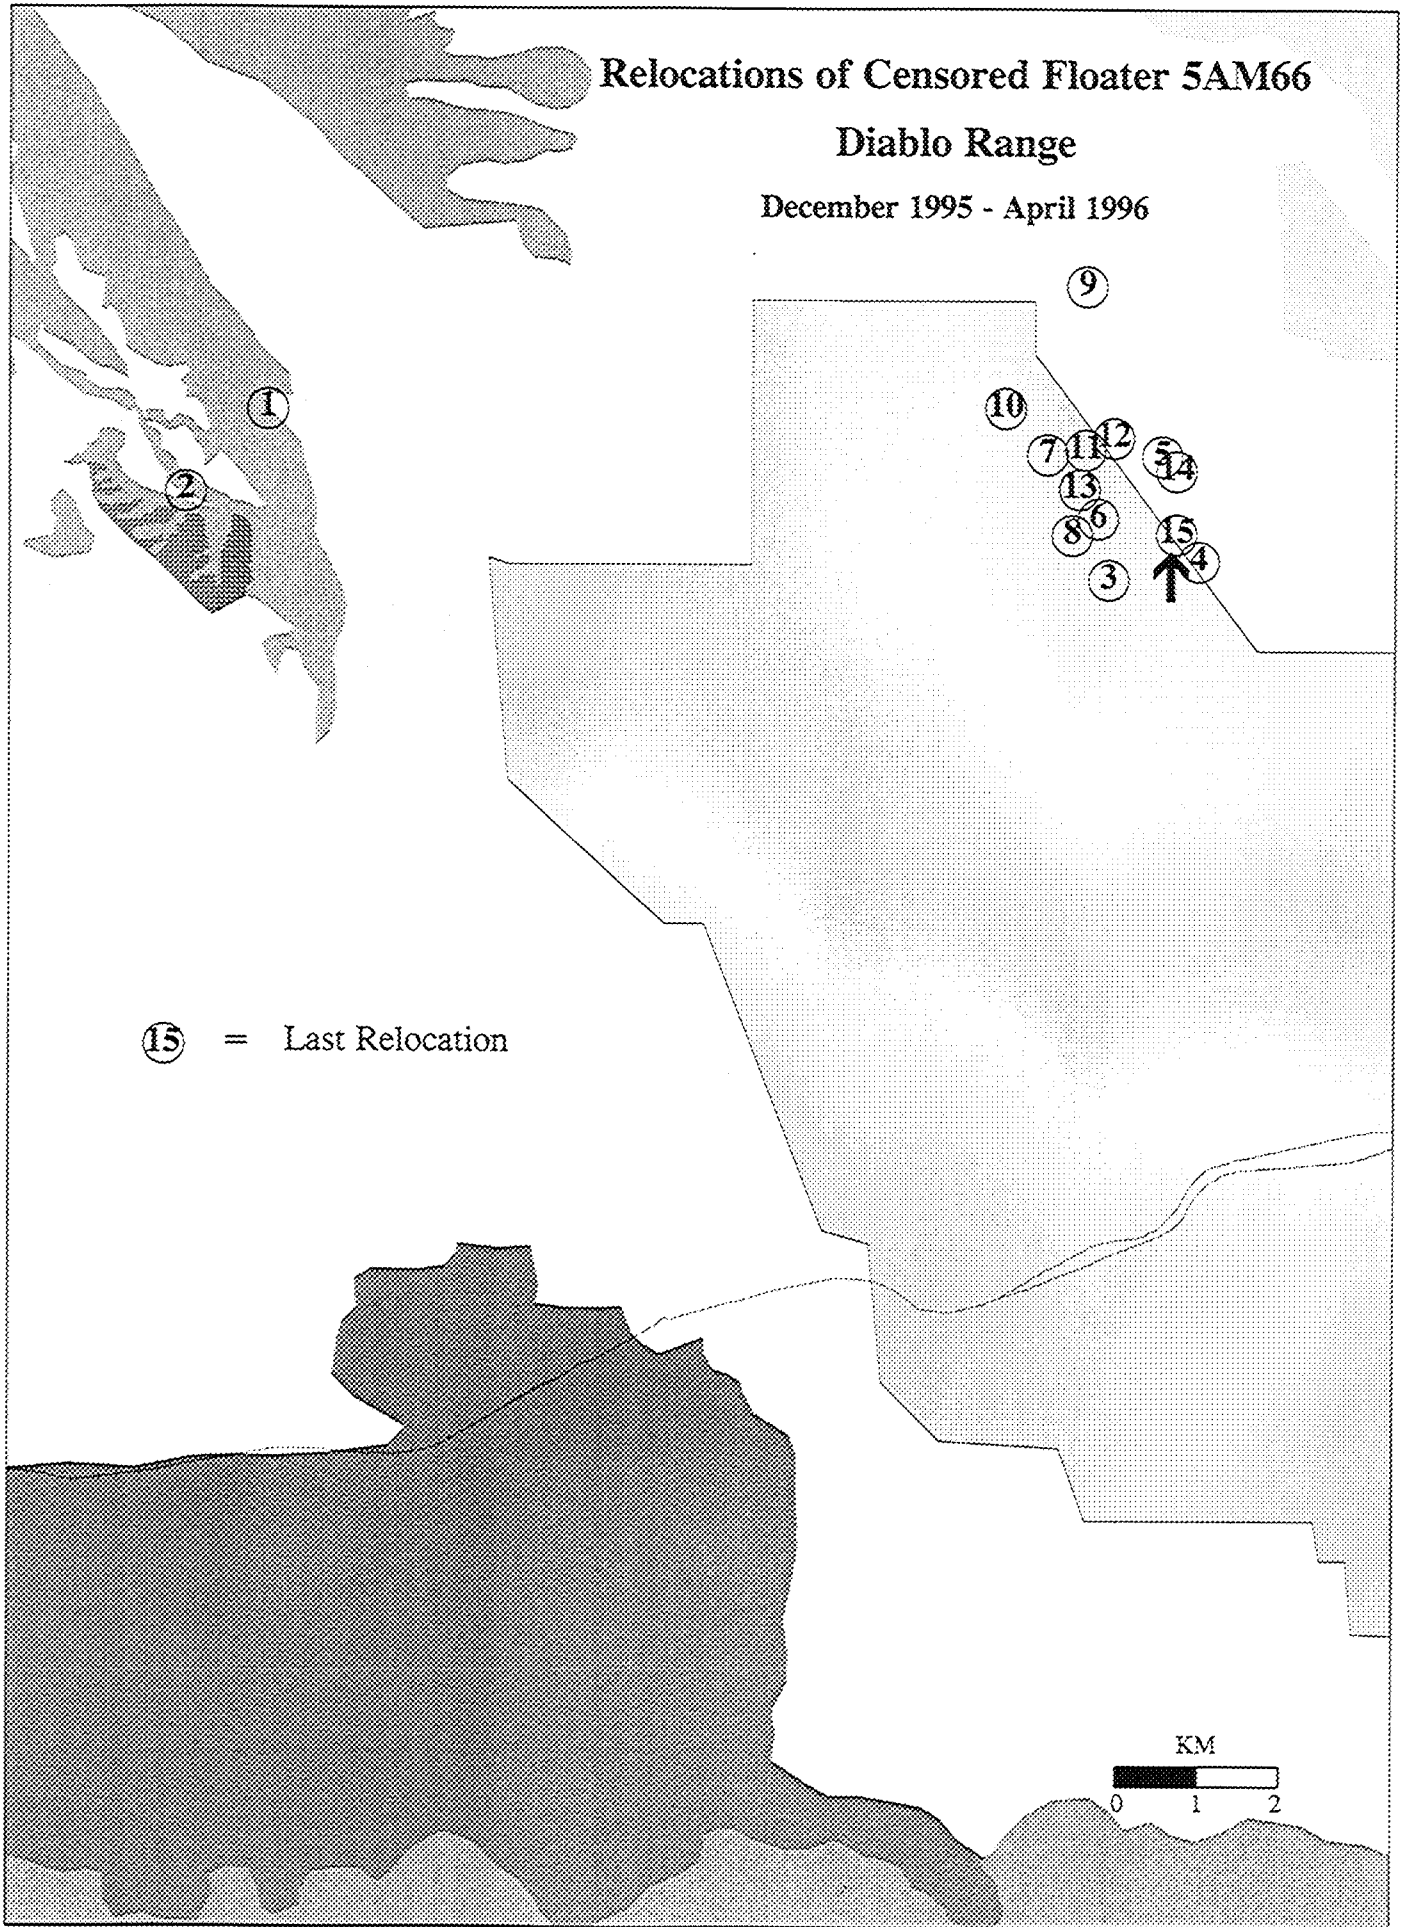 Relocations of Censored Floater 5AM66
Diablo Range
December 1995 - April 1996
9
1
10
12
7
11
5
14
2
13
6
8
15
4
3
15 = Last Relocation
KM
0 1 2